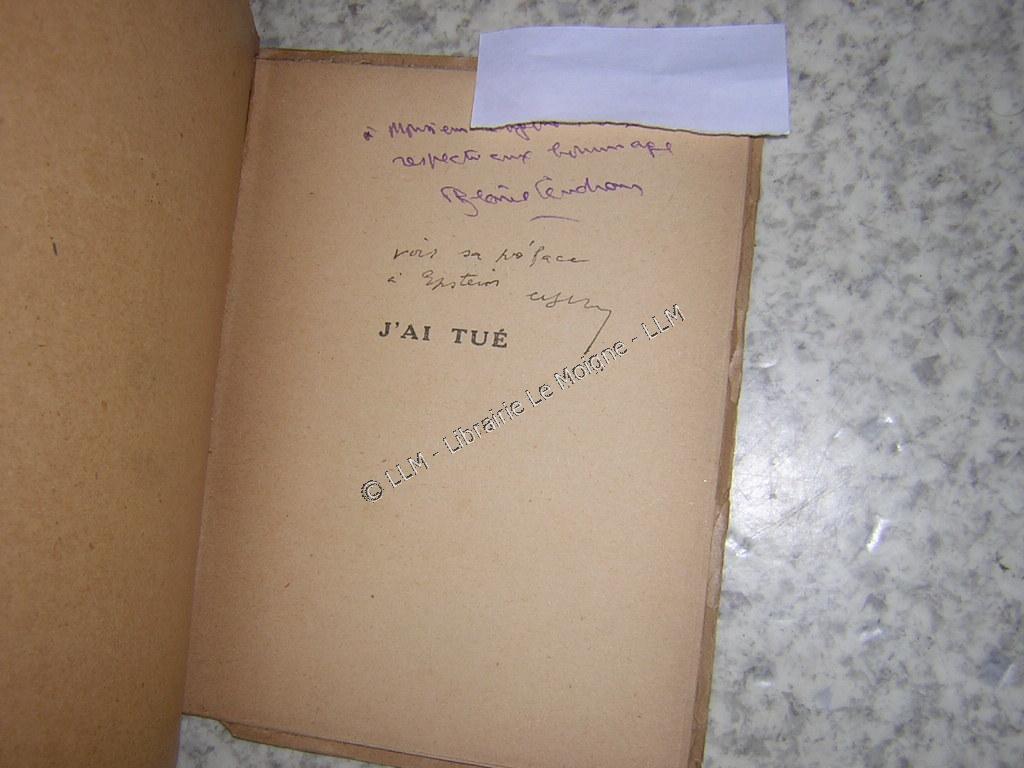 à Monsieur
respectueux hommage
Blaise Cendrars
voir sa préface
à Epstein
J'AI TUÉ
© LLM - Librairie Le Moigne - LLM